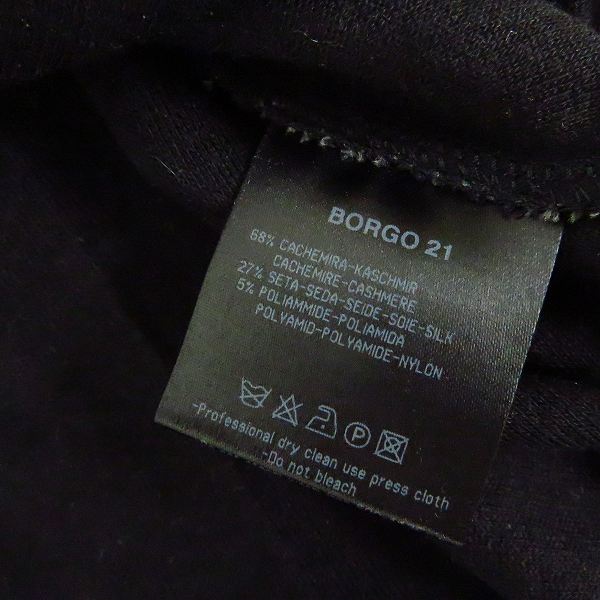 BORGO 21
68% CACHEMIRA-KASCHMIR
CACHEMIRE-CASHMERE
27% SETA-SEDA-SEIDE-SOIE-SILK
5% POLIAMMIDE-POLIAMIDA
POLYAMID-POLYAMIDE-NYLON
P
-Professional dry clean use press cloth
-Do not bleach